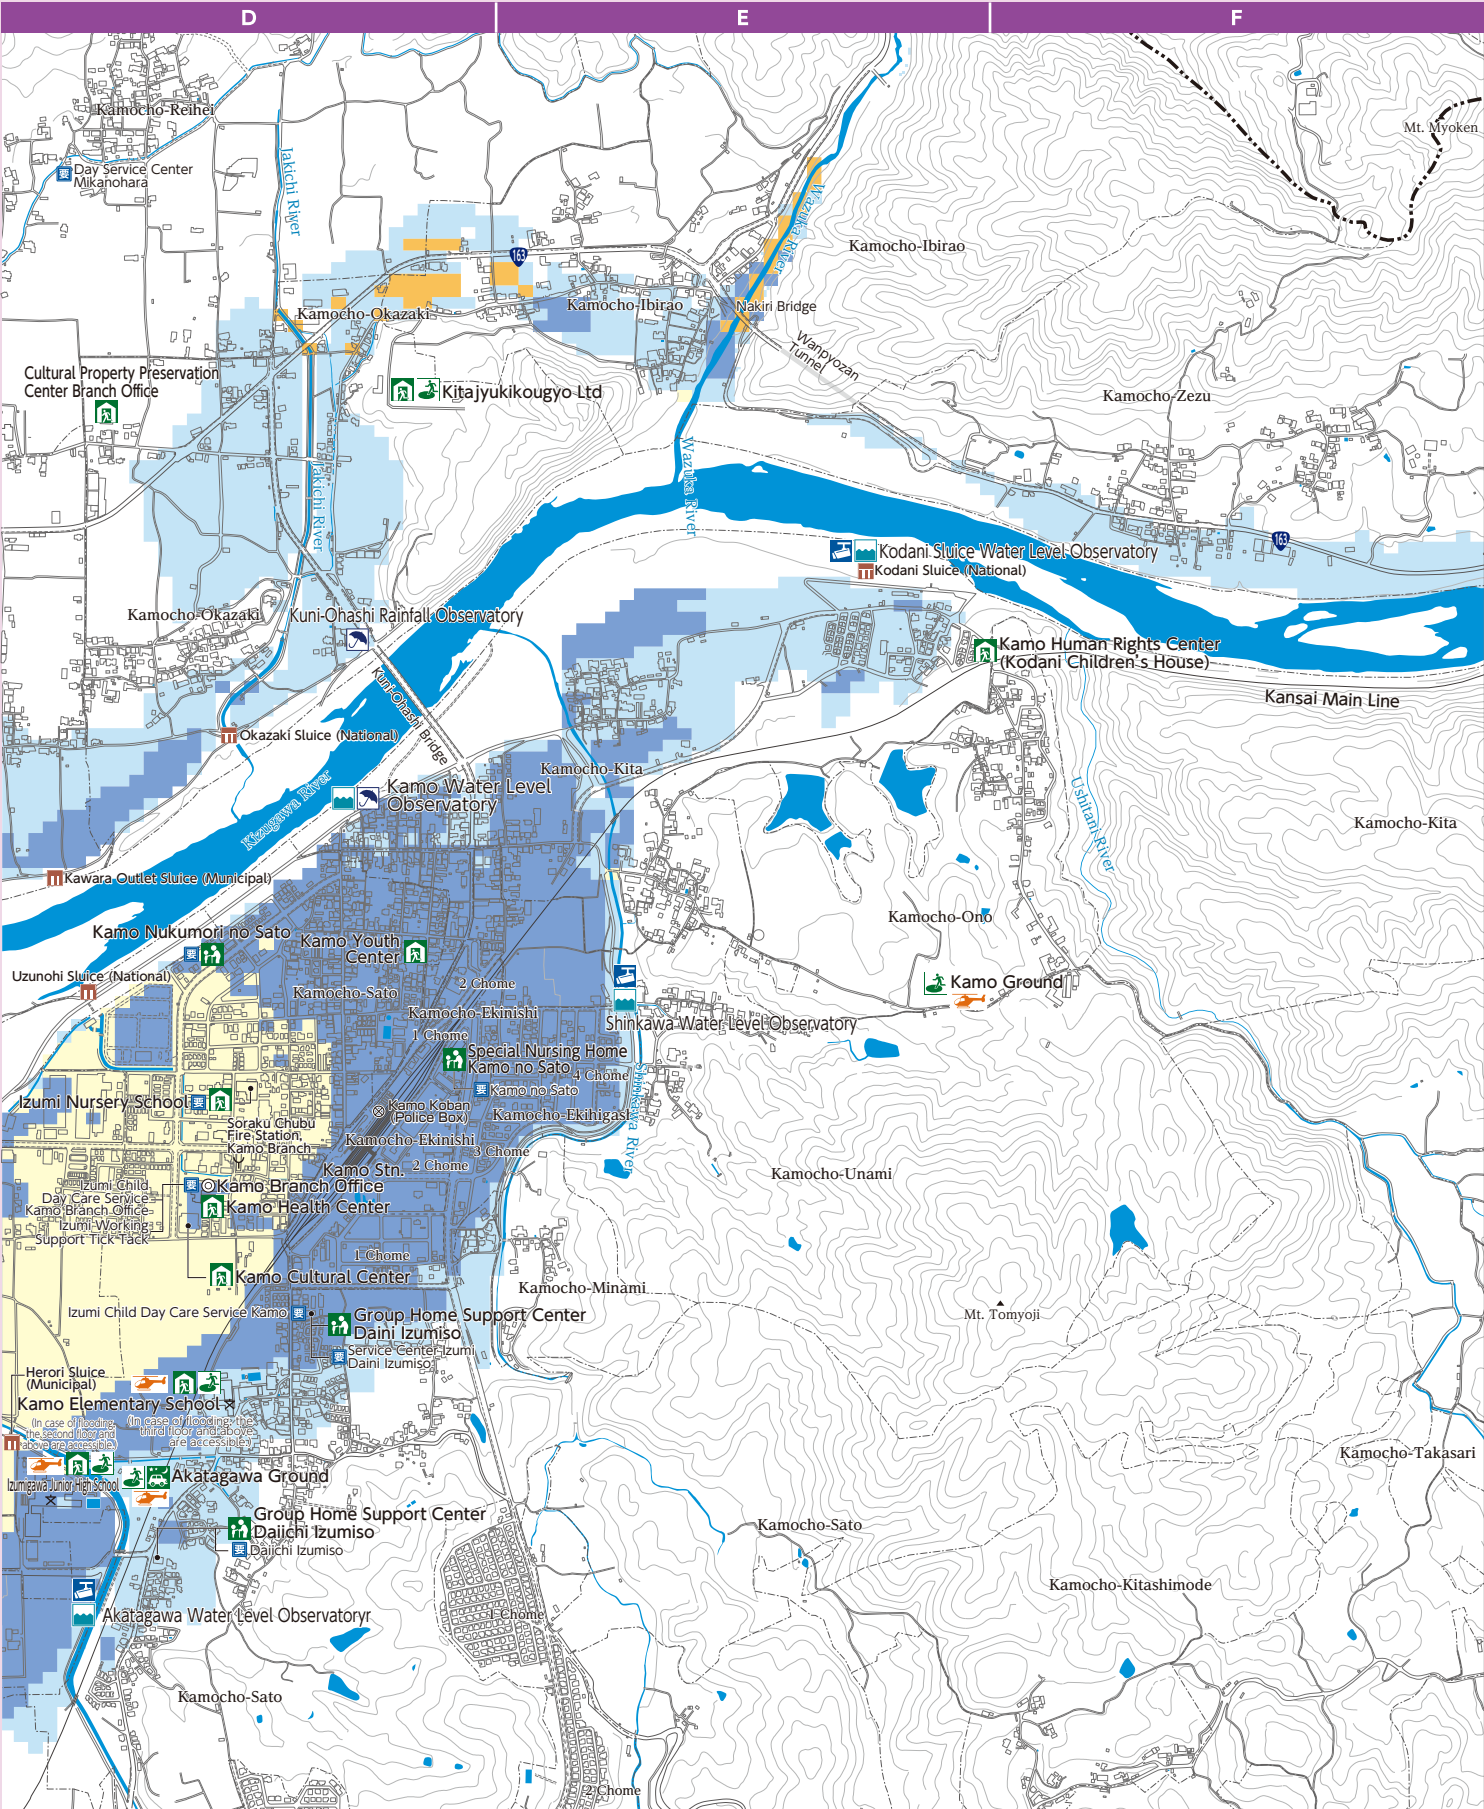 D
E
F
Kamocho-Reihei
Mt. Myoken
Day Service Center
Mikanohara
Jakichi River
Wazuka River
Kamocho-Ibirao
163
Kamocho-Ibirao
Nakiri Bridge
Kamocho-Okazaki
Wanpyozan
Tunnel
Cultural Property Preservation
Center Branch Office
Kitajyukikougyo Ltd
Kamocho-Zezu
Jakichi River
Wazuka River
163
Kodani Sluice Water Level Observatory
Kodani Sluice (National)
Kamocho-Okazaki
Kuni-Ohashi Rainfall Observatory
Kamo Human Rights Center
(Kodani Children's House)
Kansai Main Line
Kuni-Ohashi Bridge
Okazaki Sluice (National)
Kamocho-Kita
Kamo Water Level
Observatory
Kizugawa River
Ushitani River
Kamocho-Kita
Kawara Outlet Sluice (Municipal)
Kamocho-Ono
Kamo Nukumori no Sato
要
Kamo Youth
Center
Uzunohi Sluice (National)
2 Chome
Kamo Ground
Kamocho-Sato
Kamocho-Ekinishi
Shinkawa Water Level Observatory
1 Chome
Special Nursing Home
Kamo no Sato
4 Chome
要
Kamo no Sato
Izumi Nursery School
要
Kamo Koban
(Police Box)
Kamocho-Ekihigashi
Shinkawa River
Soraku Chubu
Fire Station,
Kamo Branch
Kamocho-Ekinishi
3 Chome
2 Chome
Kamo Stn.
Kamocho-Unami
Izumi Child
Day Care Service
Kamo Branch Office
要
Kamo Branch Office
Kamo Health Center
Izumi Working
Support Tick Tack
1 Chome
Kamo Cultural Center
Kamocho-Minami
Mt. Tomyoji
Izumi Child Day Care Service Kamo
要
Group Home Support Center
Daini Izumiso
要
Service Center Izumi
Daini Izumiso
Herori Sluice
(Municipal)
Kamo Elementary School
(In case of flooding, the
third floor and above
are accessible.)
(In case of flooding,
the second floor and
above are accessible.)
Kamocho-Takasari
Izumigawa Junior High School
Akatagawa Ground
Group Home Support Center
Daiichi Izumiso
要
Daiichi Izumiso
Kamocho-Sato
Kamocho-Kitashimode
Akatagawa Water Level Observatoryr
1 Chome
Kamocho-Sato
2 Chome